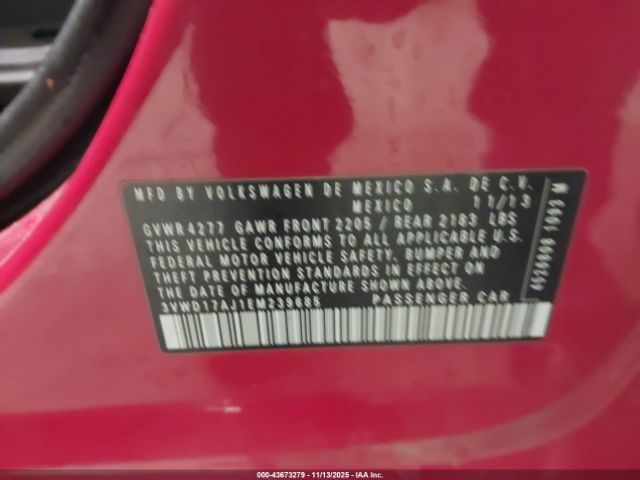 MFD BY VOLKSWAGEN DE MEXICO S.A. DE C.V.
MEXICO 11/13
GVWR 4277 GAWR FRONT 2205 / REAR 2183 LBS
THIS VEHICLE CONFORMS TO ALL APPLICABLE U.S.
FEDERAL MOTOR VEHICLE SAFETY, BUMPER AND
THEFT PREVENTION STANDARDS IN EFFECT ON
THE DATE OF MANUFACTURE SHOWN ABOVE.
3VWD17AJ1EM239685 PASSENGER CAR
000-43673279 - 11/13/2025 - IAA Inc.